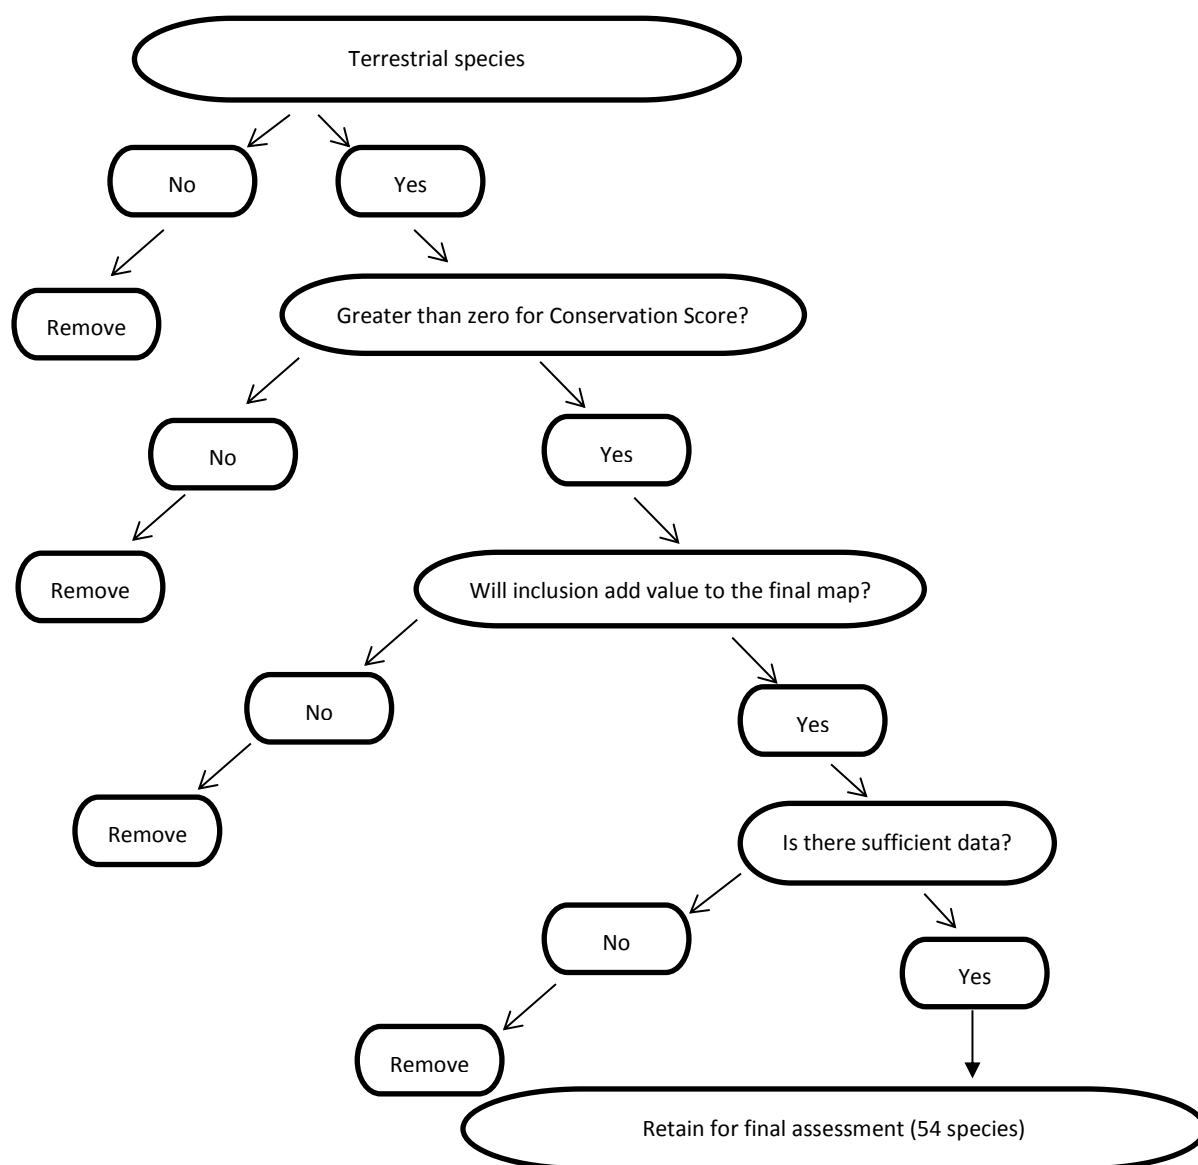 Terrestrial species
No
Yes
Remove
Greater than zero for Conservation Score?
No
Yes
Remove
Will inclusion add value to the final map?
No
Yes
Remove
Is there sufficient data?
No
Yes
Remove
Retain for final assessment (54 species)